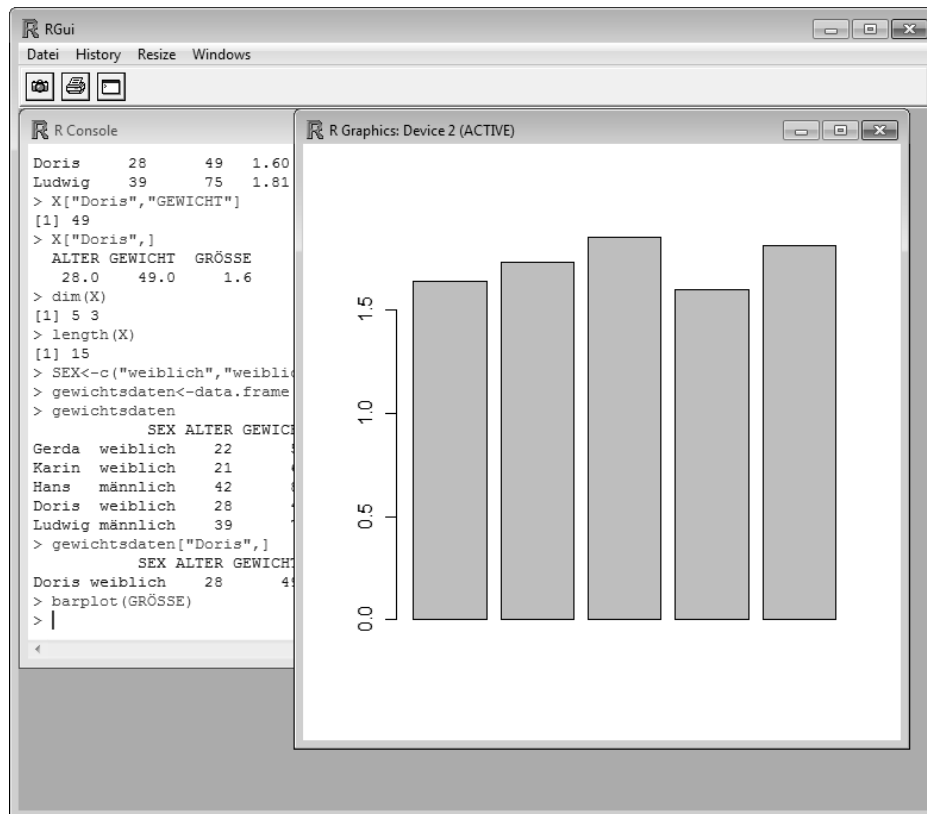 RGui
Datei History Resize Windows
R Console
Doris 28 49 1.60
Ludwig 39 75 1.81
> X["Doris","GEWICHT"]
[1] 49
> X["Doris",]
ALTER GEWICHT GRÖSSE
28.0 49.0 1.6
> dim(X)
[1] 5 3
> length(X)
[1] 15
> SEX<-c("weiblich","weiblic
> gewichtsdaten<-data.frame
> gewichtsdaten
SEX ALTER GEWIC
Gerda weiblich 22
Karin weiblich 21
Hans männlich 42
Doris weiblich 28
Ludwig männlich 39
> gewichtsdaten["Doris",]
SEX ALTER GEWICHT
Doris weiblich 28 49
> barplot(GRÖSSE)
>
R Graphics: Device 2 (ACTIVE)
1.5
1.0
0.5
0.0